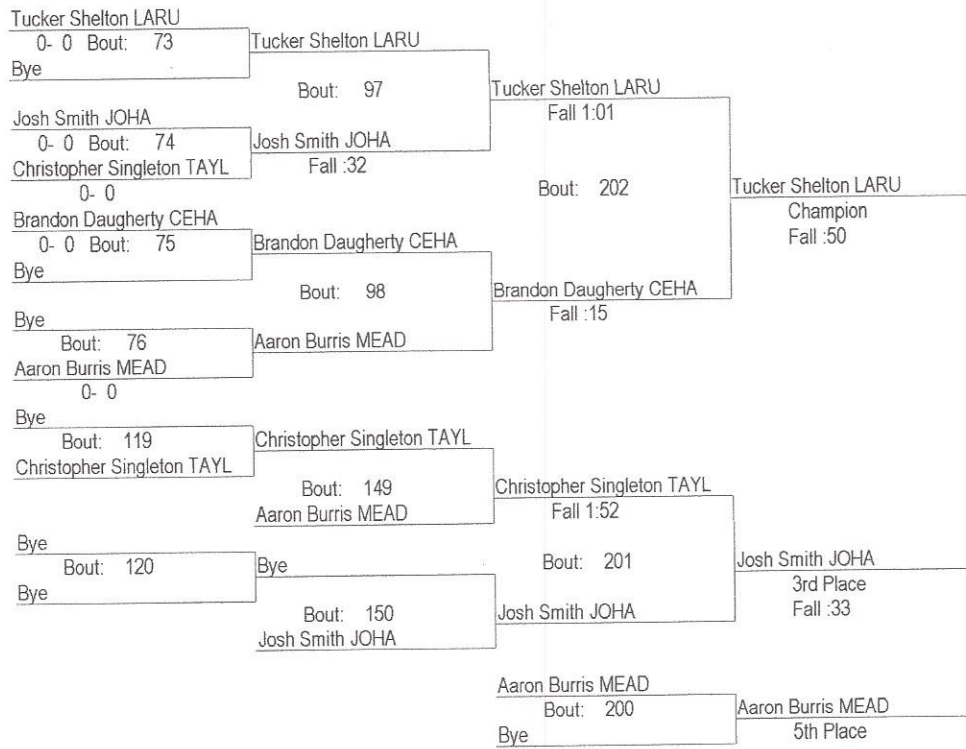 Tucker Shelton LARU
0- 0 Bout: 73
Bye
Tucker Shelton LARU
Bout: 97
Josh Smith JOHA
0- 0 Bout: 74
Christopher Singleton TAYL
0- 0
Josh Smith JOHA
Fall :32
Tucker Shelton LARU
Fall 1:01
Bout: 202
Brandon Daugherty CEHA
0- 0 Bout: 75
Bye
Brandon Daugherty CEHA
Bout: 98
Bye
Bout: 76
Aaron Burris MEAD
0- 0
Aaron Burris MEAD
Brandon Daugherty CEHA
Fall :15
Tucker Shelton LARU
Champion
Fall :50
Bye
Bout: 119
Christopher Singleton TAYL
Christopher Singleton TAYL
Bout: 149
Aaron Burris MEAD
Christopher Singleton TAYL
Fall 1:52
Bout: 201
Bye
Bout: 120
Bye
Bye
Bout: 150
Josh Smith JOHA
Josh Smith JOHA
Josh Smith JOHA
3rd Place
Fall :33
Aaron Burris MEAD
Bout: 200
Bye
Aaron Burris MEAD
5th Place